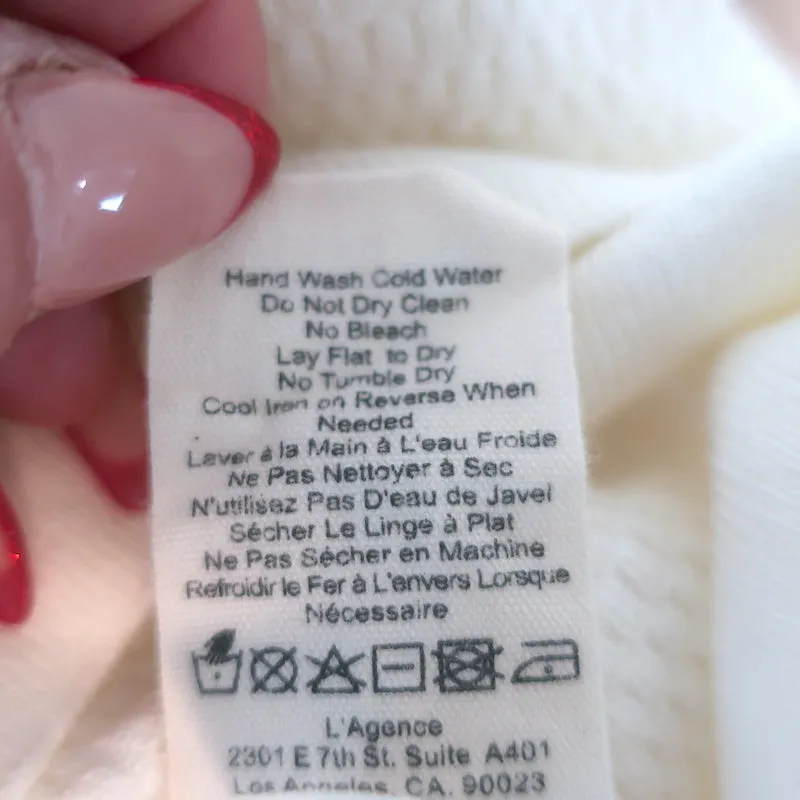 Hand Wash Cold Water
Do Not Dry Clean
No Bleach
Lay Flat to Dry
No Tumble Dry
Cool Iron on Reverse When
Needed
Laver à la Main à L'eau Froide
Ne Pas Nettoyer à Sec
N'utilisez Pas D'eau de Javel
Sécher Le Linge à Plat
Ne Pas Sécher en Machine
Refroidir le Fer à L'envers Lorsque
Nécessaire
L'Agence
2301 E 7th St. Suite A401
Los Angeles, CA. 90023